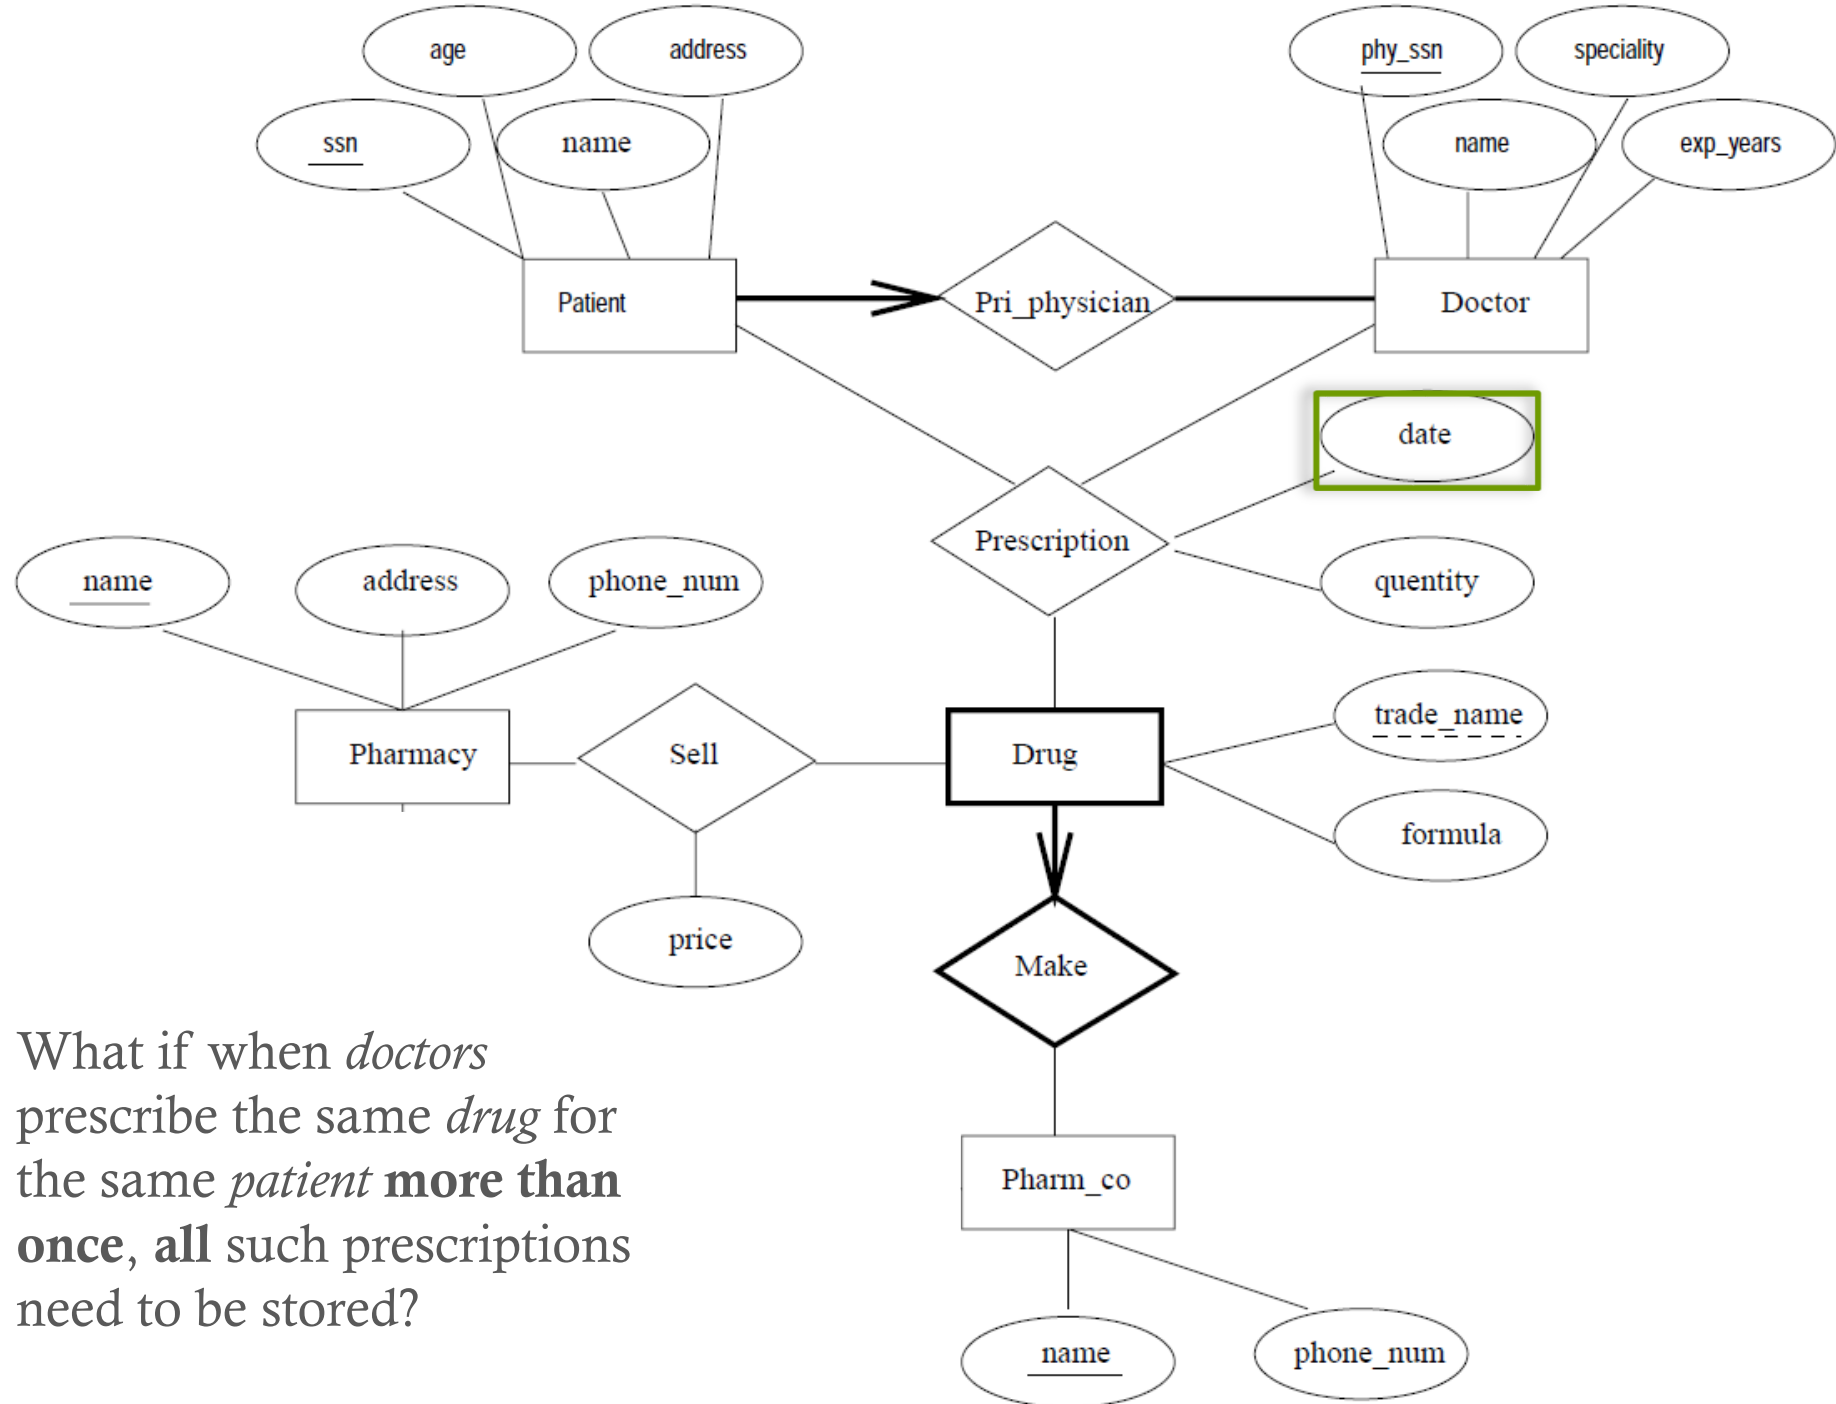 age
address
phy_ssn
speciality
ssn
name
name
exp_years
Patient
Pri_physician
Doctor
date
Prescription
name
address
phone_num
quentity
trade_name
Pharmacy
Sell
Drug
formula
price
Make
What if when doctors
prescribe the same drug for
the same patient more than
once, all such prescriptions
need to be stored?
Pharm_co
name
phone_num